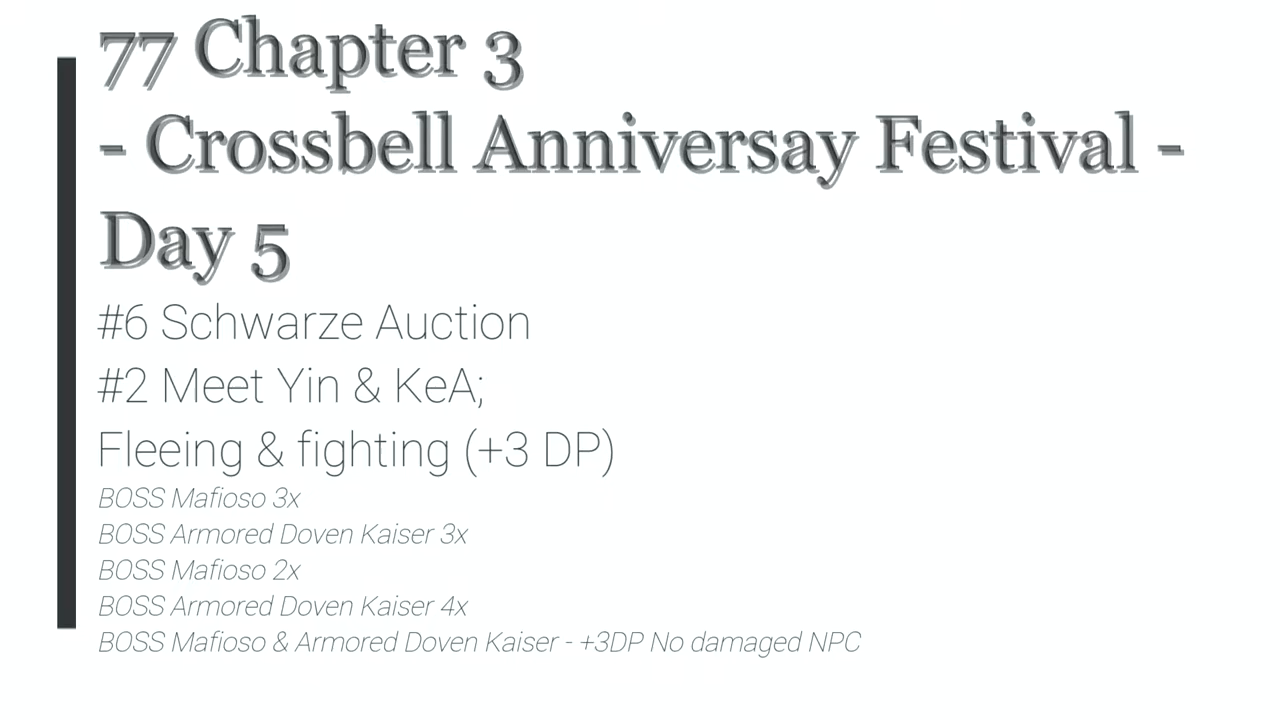 77 Chapter 3
- Crossbell Anniversay Festival -
Day 5
#6 Schwarze Auction
#2 Meet Yin & KeA;
Fleeing & fighting (+3 DP)
BOSS Mafioso 3x
BOSS Armored Doven Kaiser 3x
BOSS Mafioso 2x
BOSS Armored Doven Kaiser 4x
BOSS Mafioso & Armored Doven Kaiser - +3DP No damaged NPC